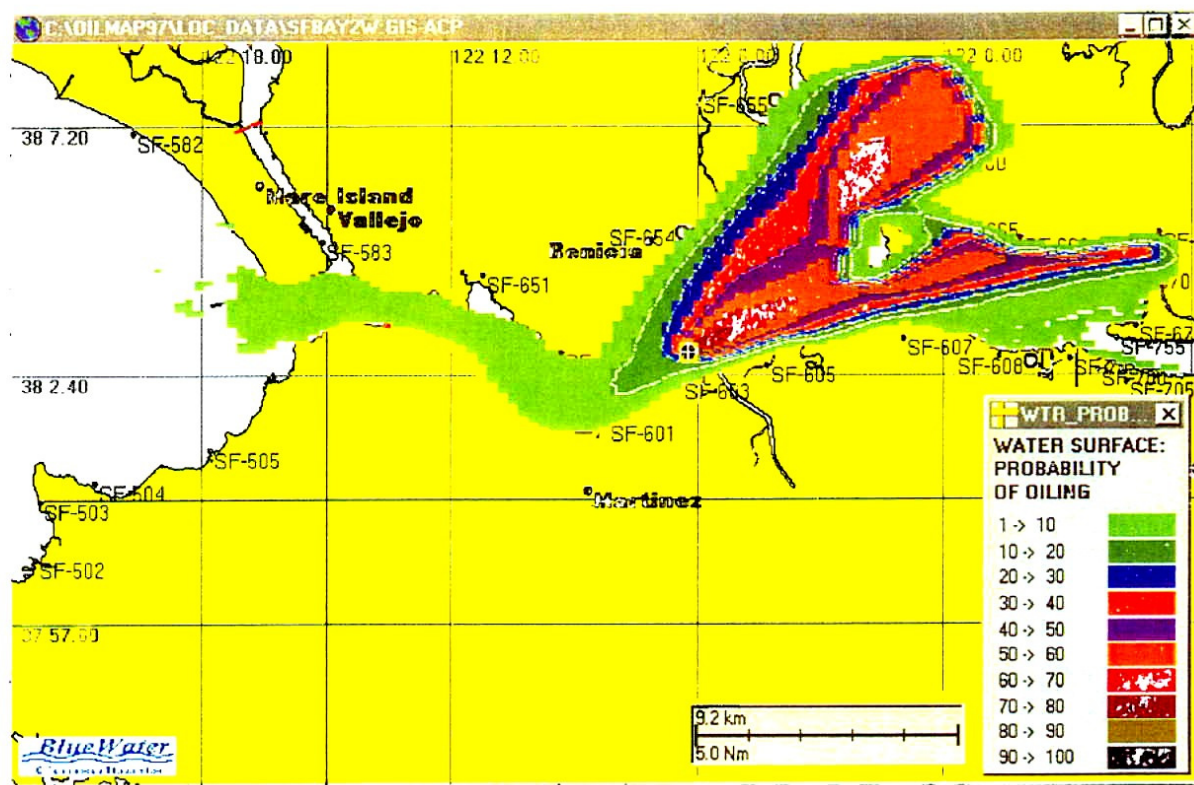 C:\OILMAP97\LOC_DATA\SFBAY2W.GIS-ACP
122 18.00
122 12.00
122 0.00
SF-655
38 7.20
SF-582
Mare Island
Vallejo
SF-583
SF-654
Benicia
SF-651
SF-607
SF-608
SF-755
SF-705
38 2.40
SF-603
SF-605
SF-601
SF-505
SF-504
SF-503
Martinez
SF-502
37 57.60
WTR_PROB...
WATER SURFACE:
PROBABILITY
OF OILING
1 -> 10
10 -> 20
20 -> 30
30 -> 40
40 -> 50
50 -> 60
60 -> 70
70 -> 80
80 -> 90
90 -> 100
9.2 km
5.0 Nm
BlueWater